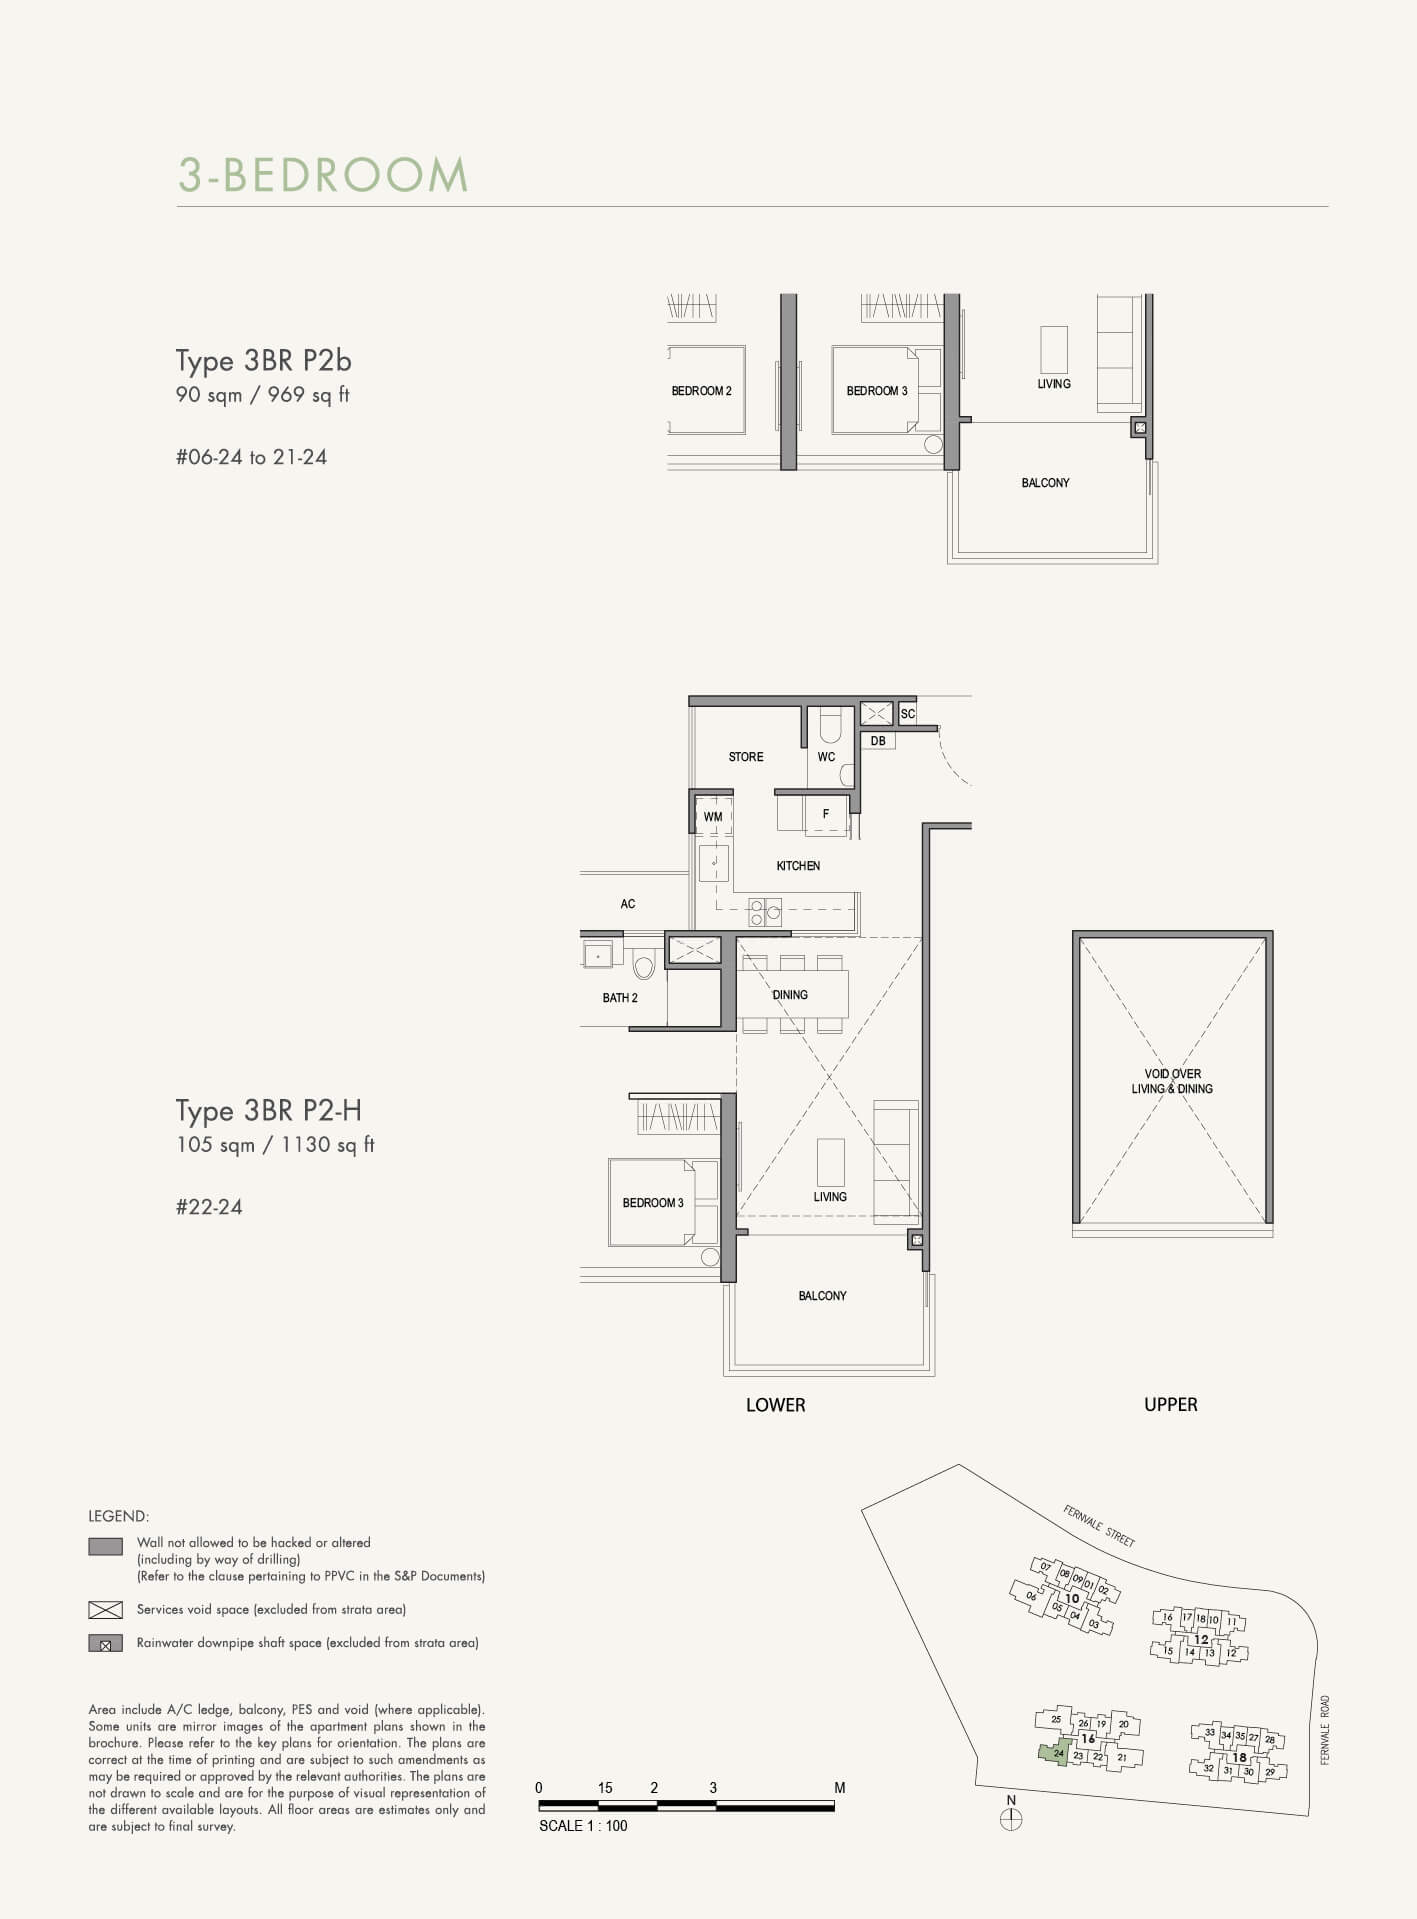 3-BEDROOM
Type 3BR P2b
90 sqm / 969 sq ft
#06-24 to 21-24
BEDROOM 2
BEDROOM 3
LIVING
BALCONY
SC
DB
STORE
WC
WM
F
KITCHEN
AC
BATH 2
DINING
VOID OVER
LIVING & DINING
Type 3BR P2-H
105 sqm / 1130 sq ft
#22-24
BEDROOM 3
LIVING
BALCONY
LOWER
UPPER
LEGEND:
Wall not allowed to be hacked or altered
(including by way of drilling)
(Refer to the clause pertaining to PPVC in the S&P Documents)
Services void space (excluded from strata area)
Rainwater downpipe shaft space (excluded from strata area)
Area include A/C ledge, balcony, PES and void (where applicable).
Some units are mirror images of the apartment plans shown in the
brochure. Please refer to the key plans for orientation. The plans are
correct at the time of printing and are subject to such amendments as
may be required or approved by the relevant authorities. The plans are
not drawn to scale and are for the purpose of visual representation of
the different available layouts. All floor areas are estimates only and
are subject to final survey.
0 15 2 3 M
SCALE 1 : 100
FERNVALE STREET
07 08 09 01 02
10
06 05 04 03
16 17 18 10 11
12
15 14 13 12
25 26 19 20
16
24 23 22 21
33 34 35 27 28
18
32 31 30 29
FERNVALE ROAD
N